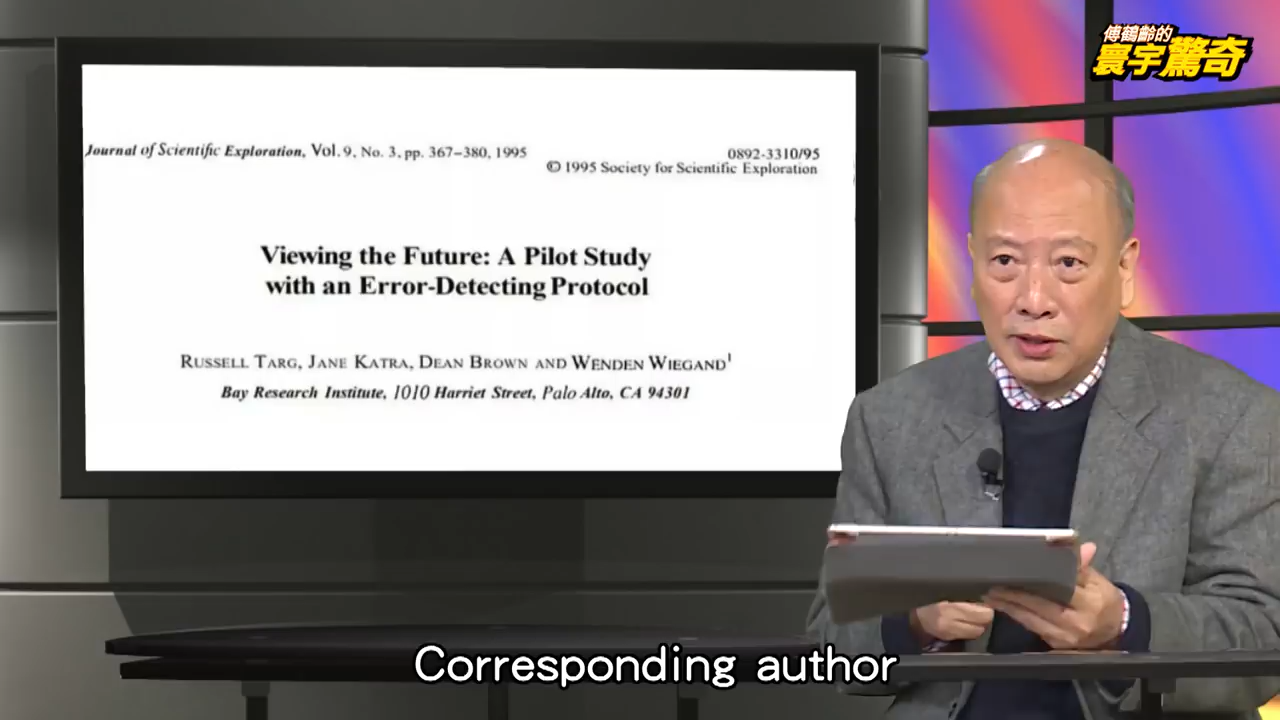 傅鶴齡的
寰宇驚奇
Journal of Scientific Exploration, Vol. 9, No. 3, pp. 367–380, 1995
0892-3310/95
© 1995 Society for Scientific Exploration
Viewing the Future: A Pilot Study
with an Error-Detecting Protocol
RUSSELL TARG, JANE KATRA, DEAN BROWN AND WENDEN WIEGAND¹
Bay Research Institute, 1010 Harriet Street, Palo Alto, CA 94301
Corresponding author